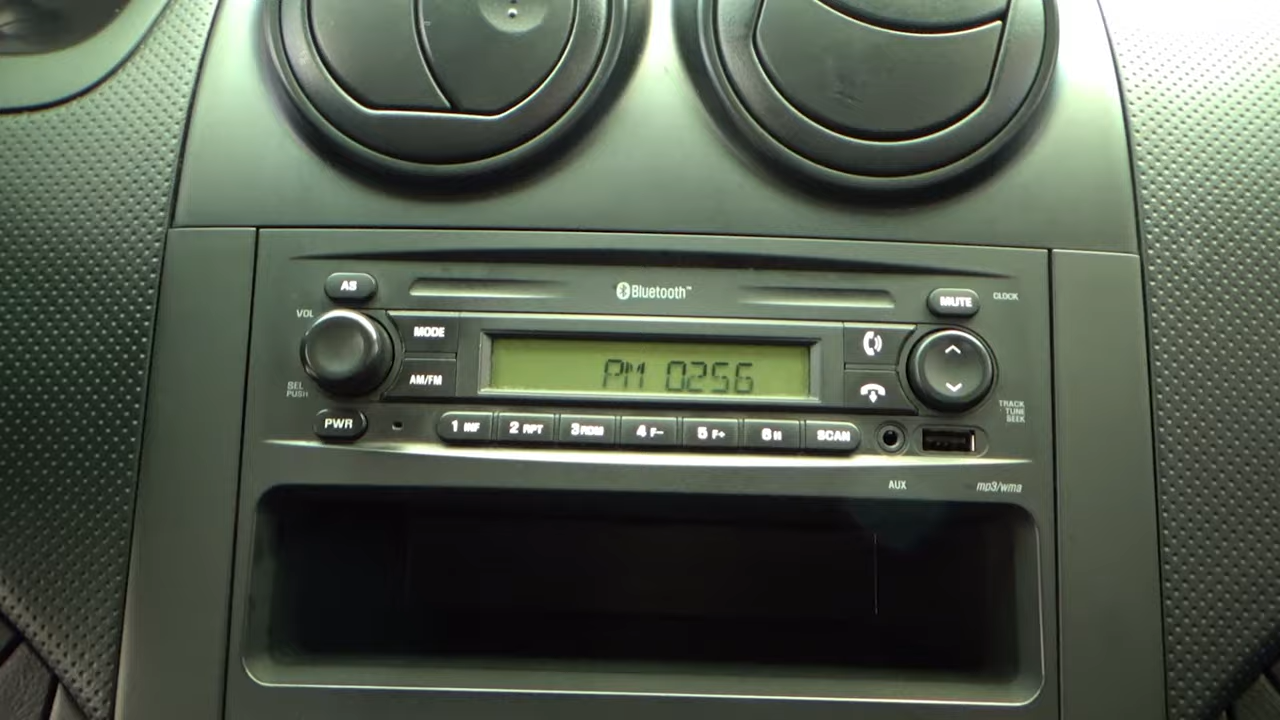 AS
Bluetooth™
MUTE
CLOCK
VOL
MODE
PM 0256
AM/FM
SEL
PUSH
TRACK
TUNE
SEEK
PWR
1 INF
2 RPT
3 RDM
4 F-
5 F+
6 H
SCAN
AUX
mp3/wma